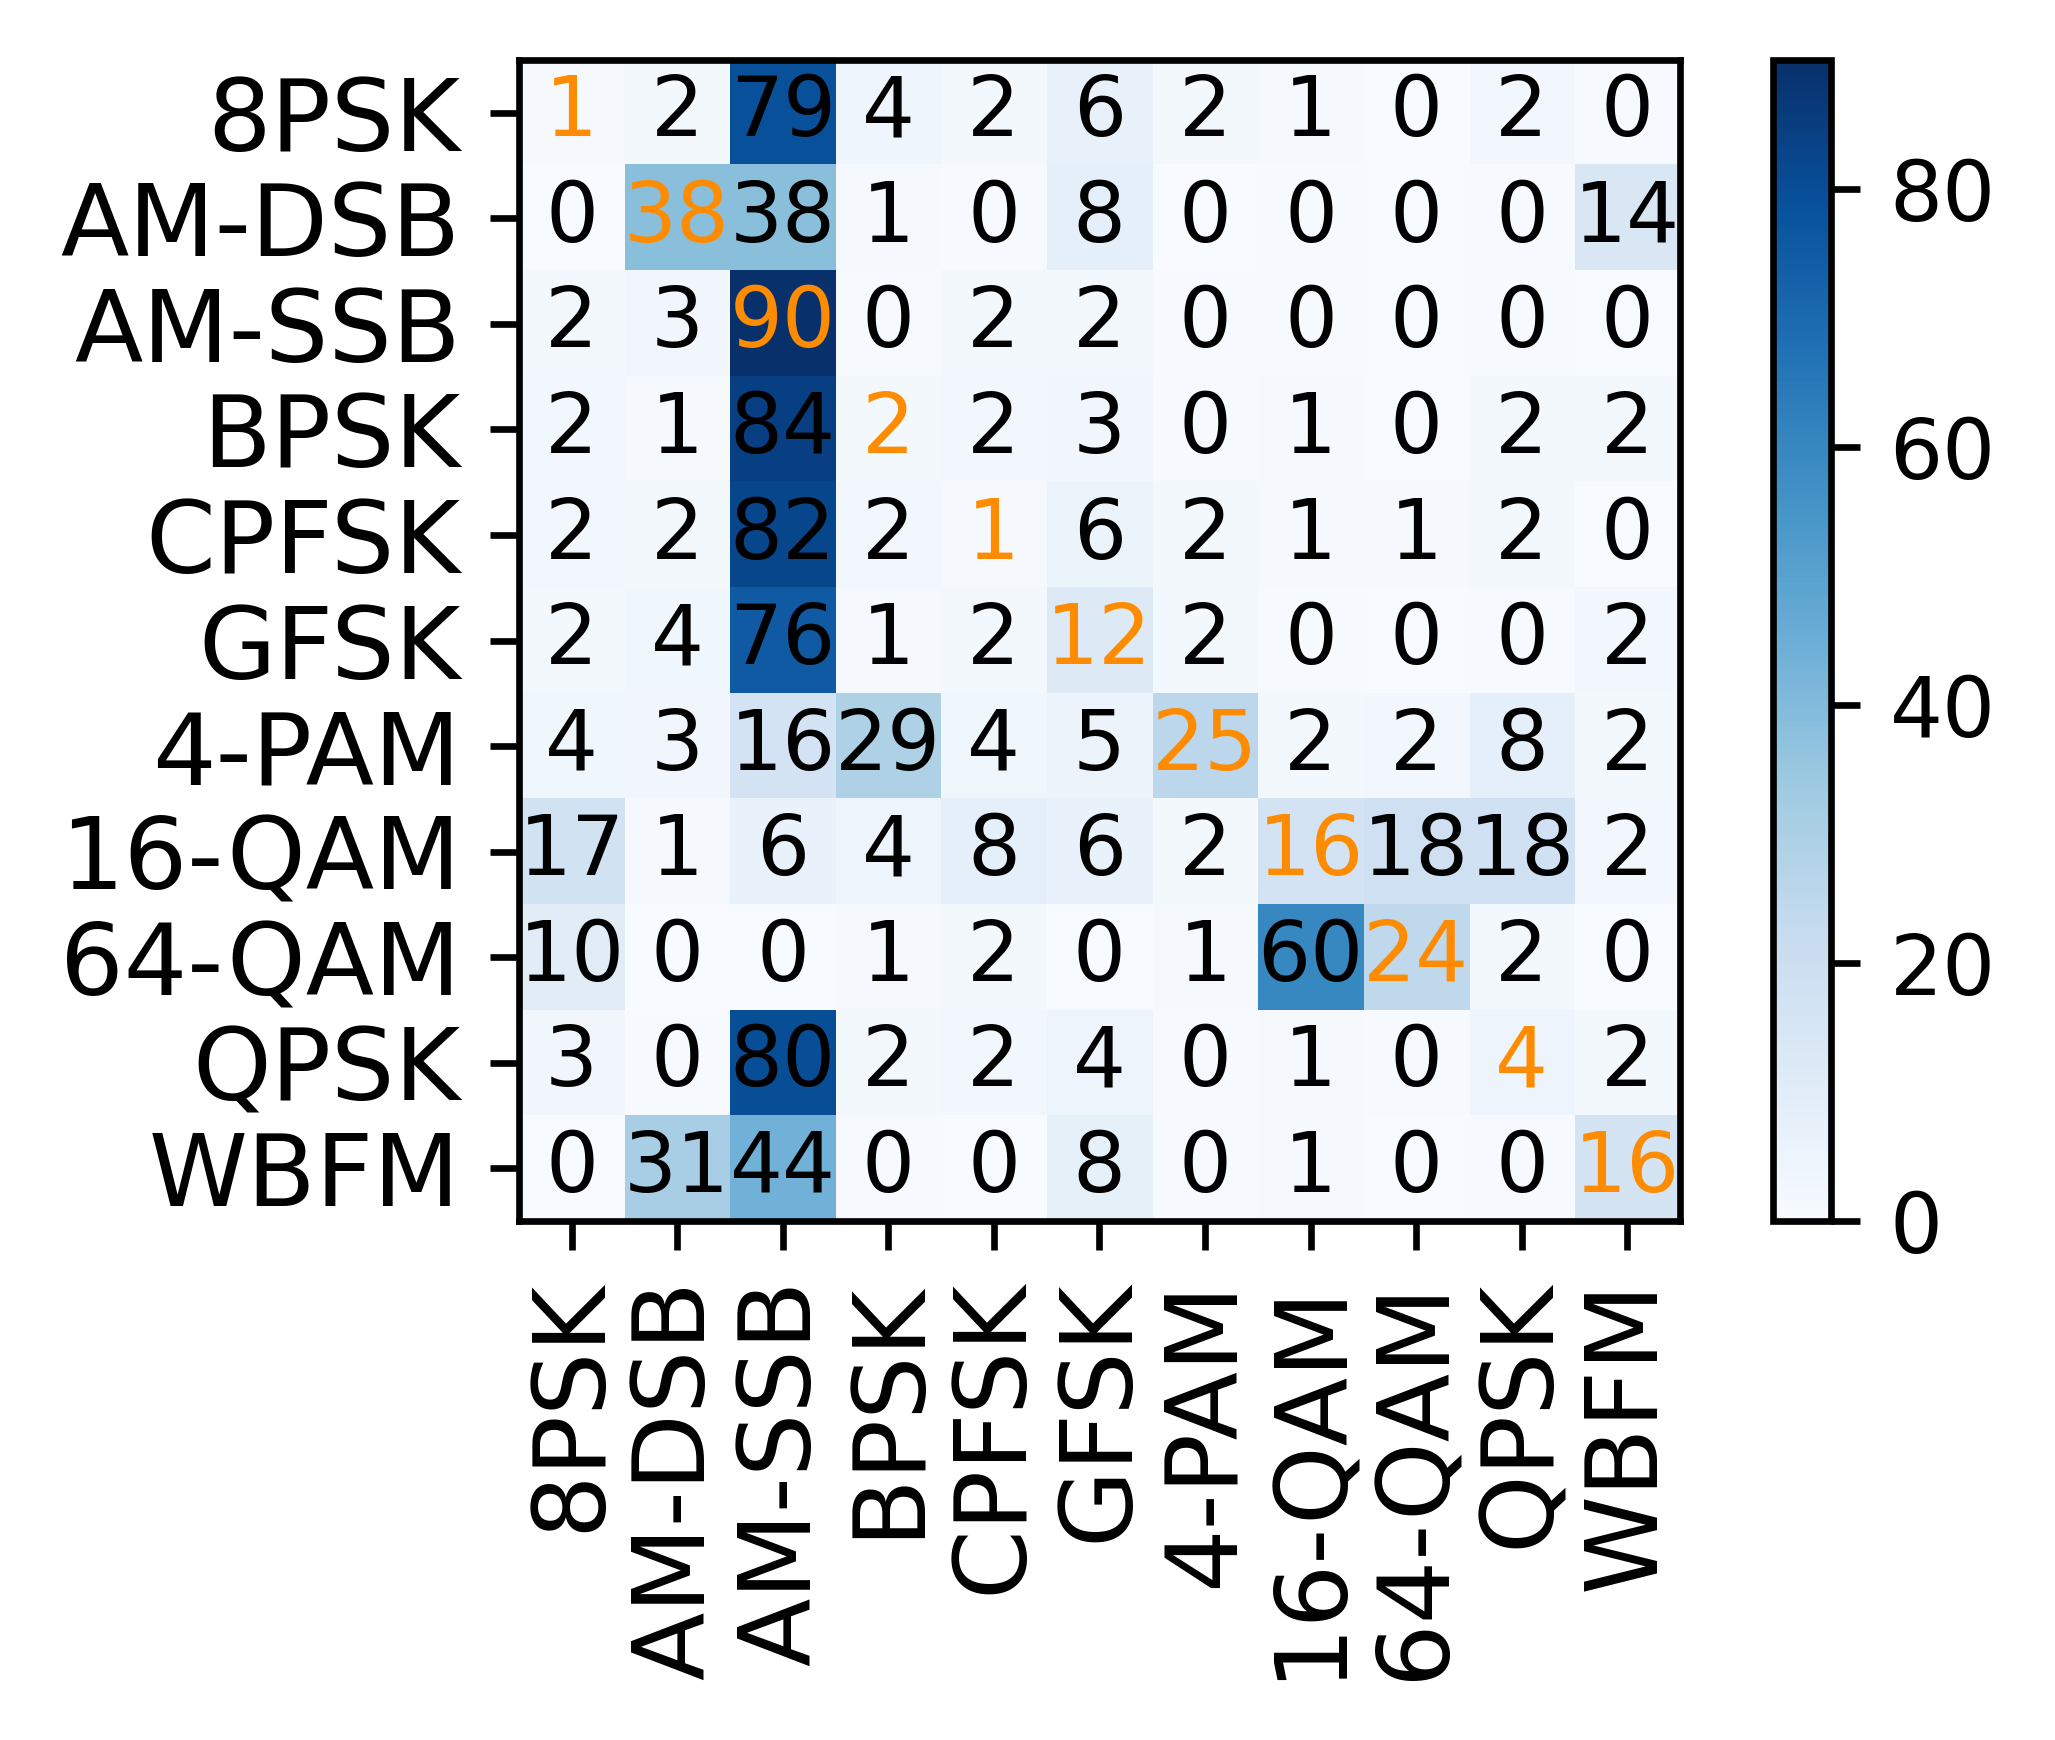 8PSK 1 2 79 4 2 6 2 1 0 2 0
AM-DSB 0 38 38 1 0 8 0 0 0 0 14
AM-SSB 2 3 90 0 2 2 0 0 0 0 0
BPSK 2 1 84 2 2 3 0 1 0 2 2
CPFSK 2 2 82 2 1 6 2 1 1 2 0
GFSK 2 4 76 1 2 12 2 0 0 0 2
4-PAM 4 3 16 29 4 5 25 2 2 8 2
16-QAM 17 1 6 4 8 6 2 16 18 18 2
64-QAM 10 0 0 1 2 0 1 60 24 2 0
QPSK 3 0 80 2 2 4 0 1 0 4 2
WBFM 0 31 44 0 0 8 0 1 0 0 16
8PSK
AM-DSB
AM-SSB
BPSK
CPFSK
GFSK
4-PAM
16-QAM
64-QAM
QPSK
WBFM
80
60
40
20
0